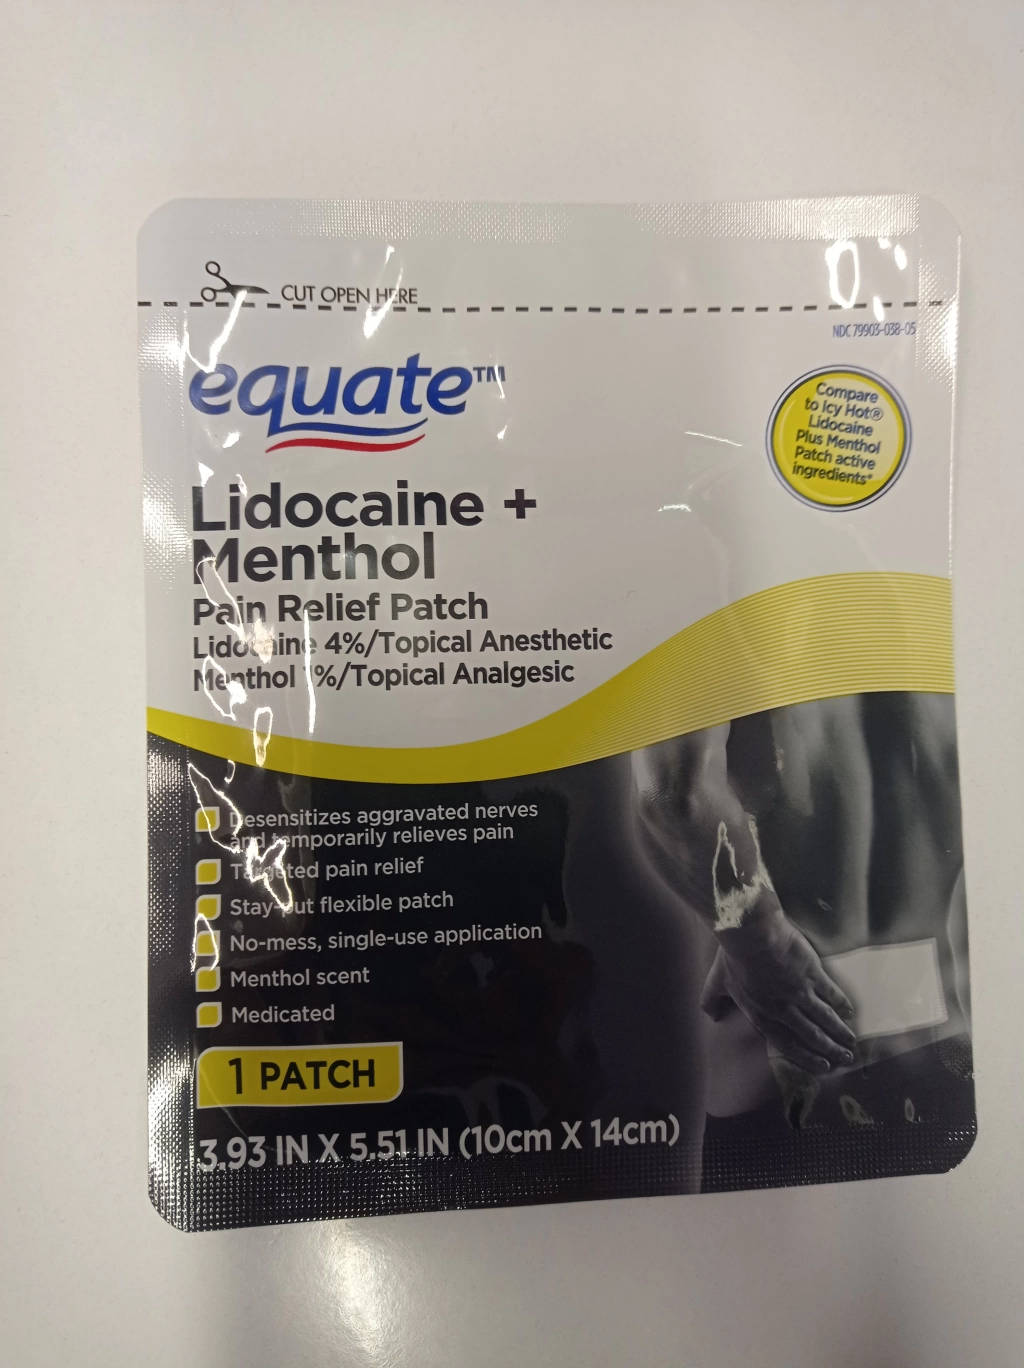 CUT OPEN HERE
NDC 79903-038-05
equate™
Compare
to Icy Hot®
Lidocaine
Plus Menthol
Patch active
ingredients*
Lidocaine +
Menthol
Pain Relief Patch
Lidocaine 4%/Topical Anesthetic
Menthol 1%/Topical Analgesic
Desensitizes aggravated nerves
and temporarily relieves pain
Targeted pain relief
Stay-put flexible patch
No-mess, single-use application
Menthol scent
Medicated
1 PATCH
3.93 IN X 5.51 IN (10cm X 14cm)